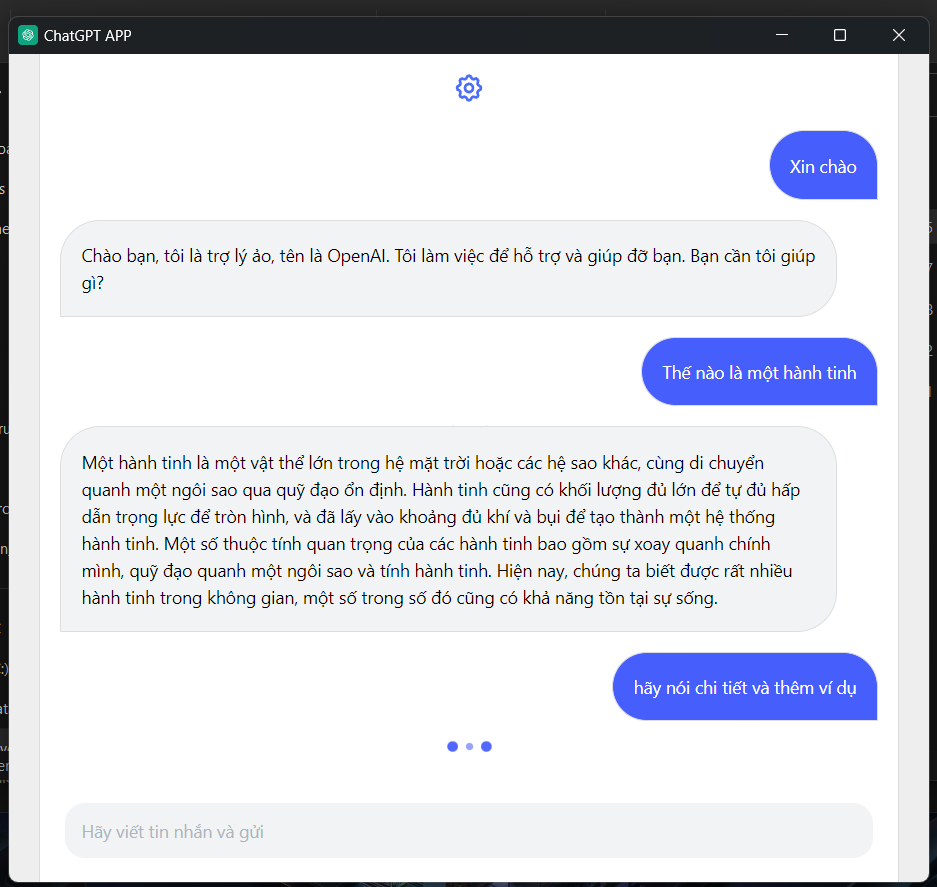 ChatGPT APP
Xin chào
Chào bạn, tôi là trợ lý ảo, tên là OpenAI. Tôi làm việc để hỗ trợ và giúp đỡ bạn. Bạn cần tôi giúp
gì?
Thế nào là một hành tinh
Một hành tinh là một vật thể lớn trong hệ mặt trời hoặc các hệ sao khác, cùng di chuyển
quanh một ngôi sao qua quỹ đạo ổn định. Hành tinh cũng có khối lượng đủ lớn để tự đủ hấp
dẫn trọng lực để tròn hình, và đã lấy vào khoảng đủ khí và bụi để tạo thành một hệ thống
hành tinh. Một số thuộc tính quan trọng của các hành tinh bao gồm sự xoay quanh chính
mình, quỹ đạo quanh một ngôi sao và tính hành tinh. Hiện nay, chúng ta biết được rất nhiều
hành tinh trong không gian, một số trong số đó cũng có khả năng tồn tại sự sống.
hãy nói chi tiết và thêm ví dụ
Hãy viết tin nhắn và gửi